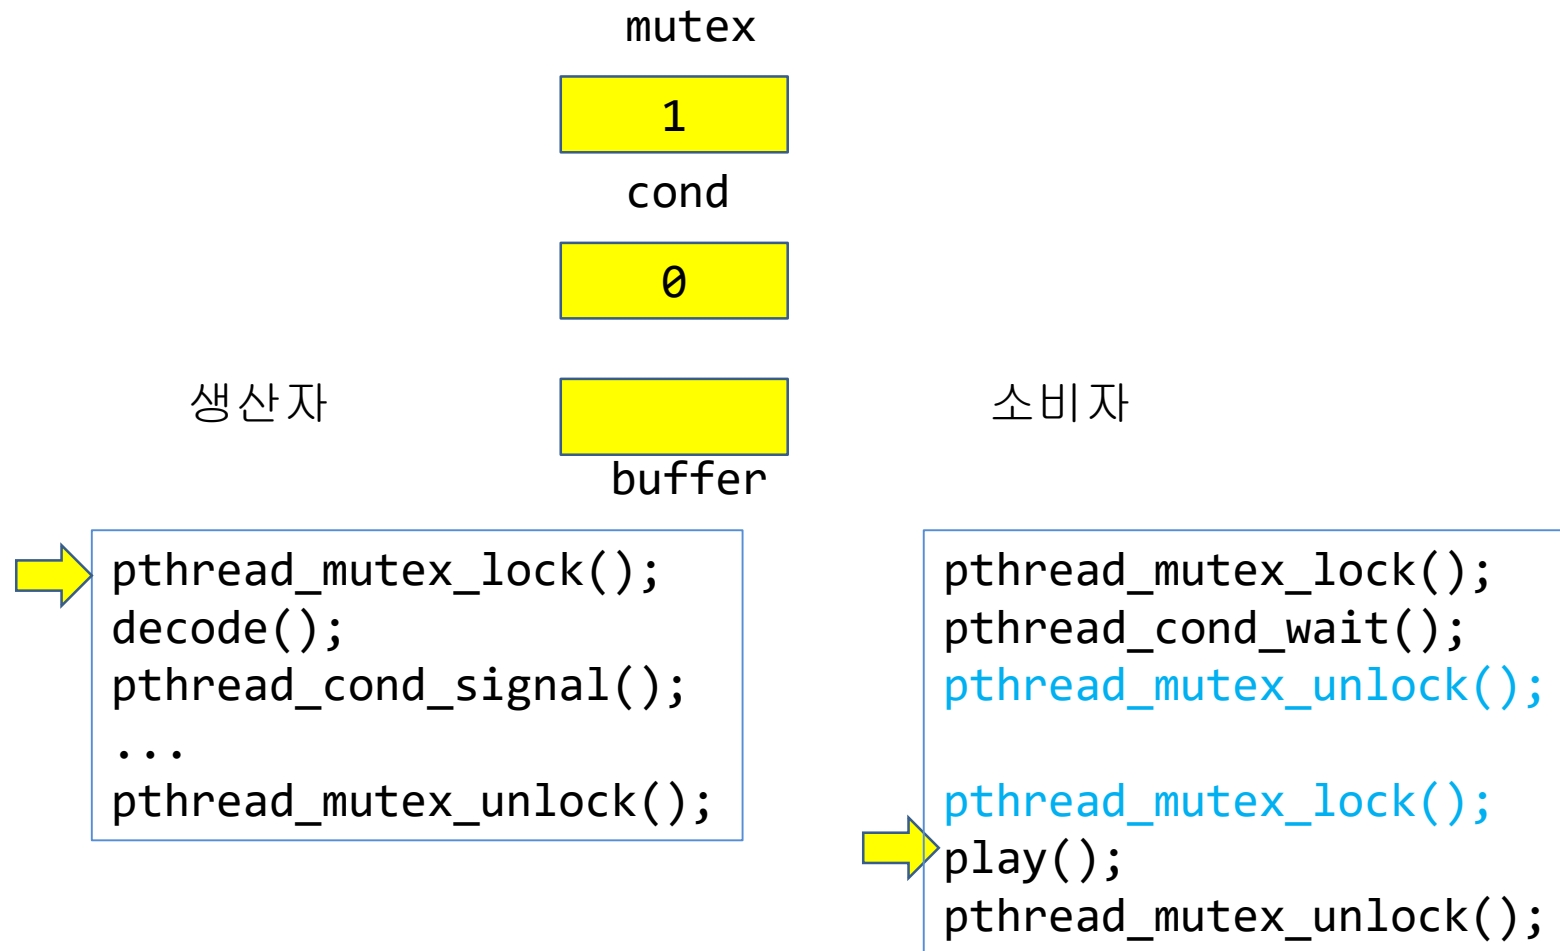 mutex
1
cond
0
생산자
소비자
buffer
pthread_mutex_lock();
decode();
pthread_cond_signal();
...
pthread_mutex_unlock();
pthread_mutex_lock();
pthread_cond_wait();
pthread_mutex_unlock();
pthread_mutex_lock();
play();
pthread_mutex_unlock();